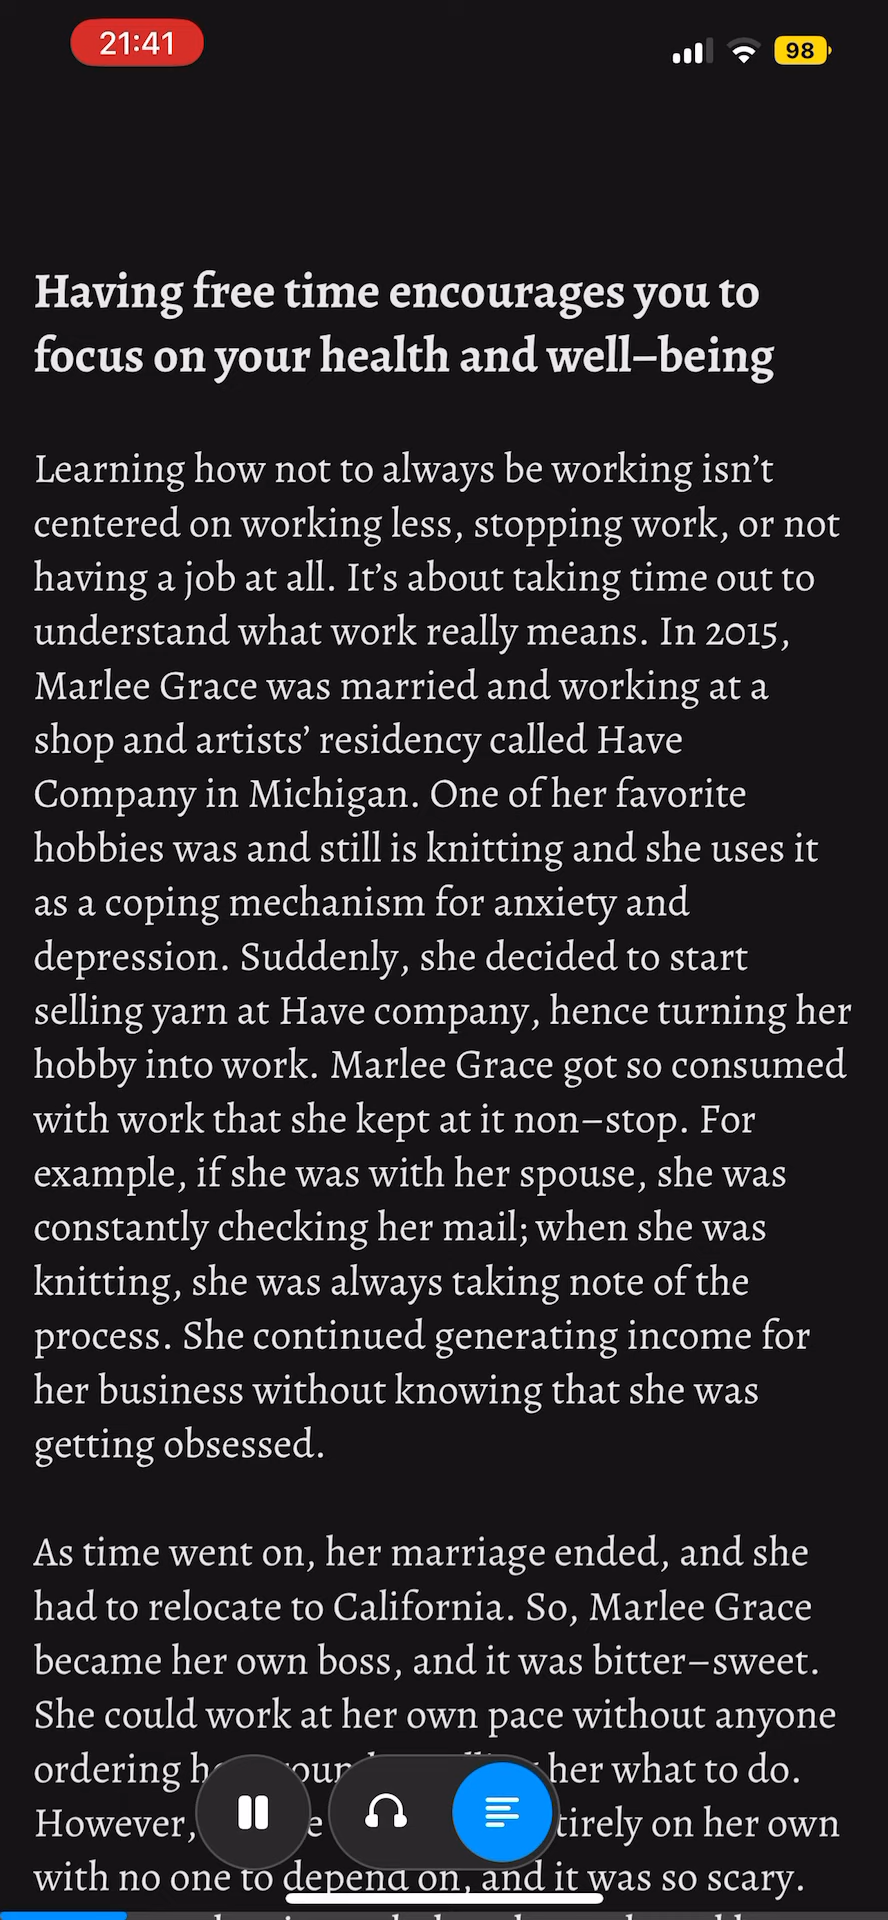 21:41
98
Having free time encourages you to
focus on your health and well–being
Learning how not to always be working isn’t
centered on working less, stopping work, or not
having a job at all. It’s about taking time out to
understand what work really means. In 2015,
Marlee Grace was married and working at a
shop and artists’ residency called Have
Company in Michigan. One of her favorite
hobbies was and still is knitting and she uses it
as a coping mechanism for anxiety and
depression. Suddenly, she decided to start
selling yarn at Have company, hence turning her
hobby into work. Marlee Grace got so consumed
with work that she kept at it non–stop. For
example, if she was with her spouse, she was
constantly checking her mail; when she was
knitting, she was always taking note of the
process. She continued generating income for
her business without knowing that she was
getting obsessed.
As time went on, her marriage ended, and she
had to relocate to California. So, Marlee Grace
became her own boss, and it was bitter–sweet.
She could work at her own pace without anyone
ordering her what to do.
However, on her own
with no one to depend on, and it was so scary.